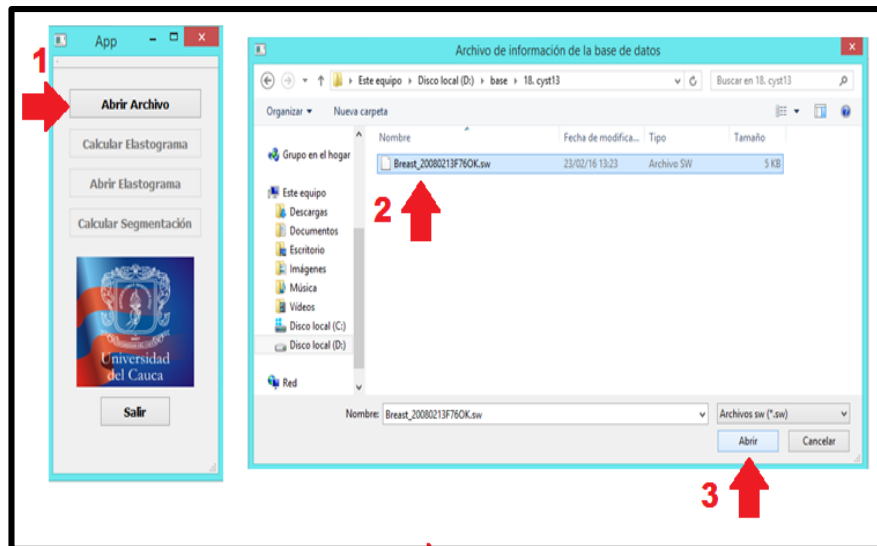 1
App
Abrir Archivo
Calcular Elastograma
Abrir Elastograma
Calcular Segmentación
Universidad
del Cauca
Salir
Archivo de información de la base de datos
Este equipo
Disco local (D:)
base
18. cyst13
Buscar en 18. cyst13
Organizar
Nueva carpeta
Nombre
Fecha de modifica...
Tipo
Tamaño
Grupo en el hogar
Breast_20080213F76OK.sw
23/02/16 13:23
Archivo SW
5 KB
Este equipo
Descargas
Documentos
Escritorio
Imágenes
Música
Vídeos
Disco local (C:)
Disco local (D:)
Red
2
Nombre:
Breast_20080213F76OK.sw
Archivos sw (*.sw)
Abrir
Cancelar
3